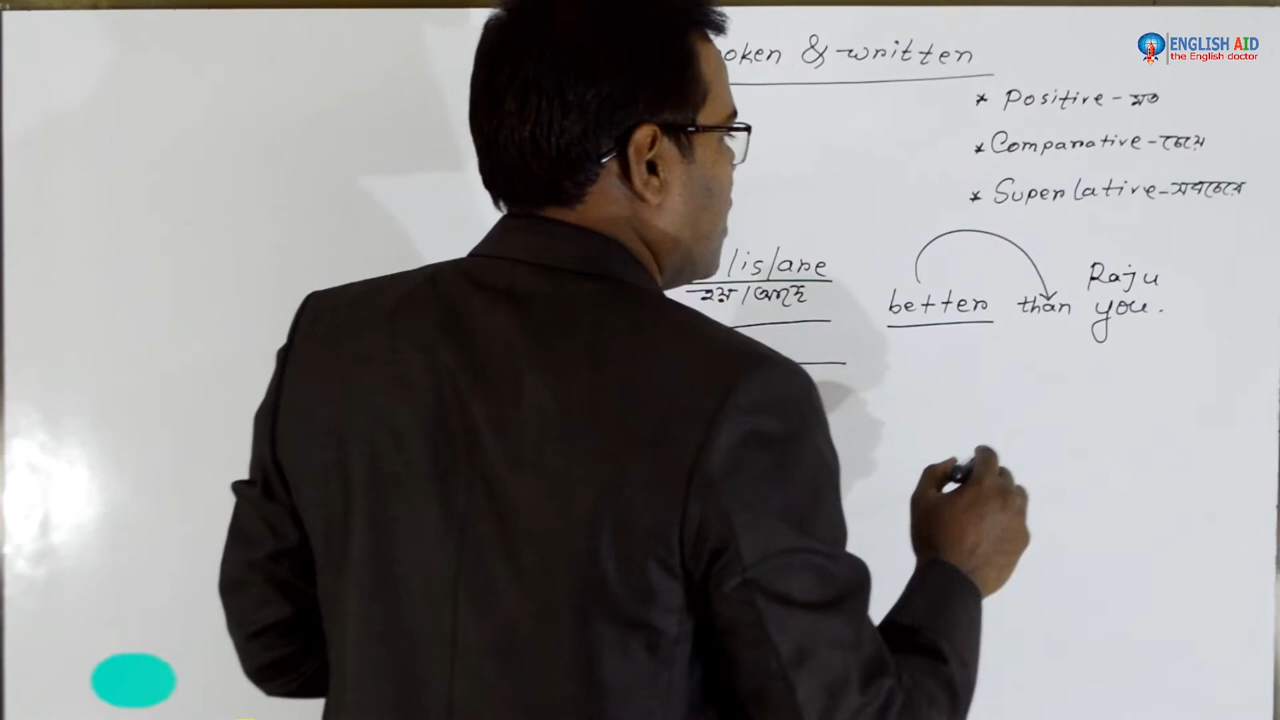 oken & written
ENGLISH AID
the English doctor
* Positive - মত
* Comparative - চেয়ে
* Superlative - সবচেয়ে
/is/are
হয়/
Raju
better than you.